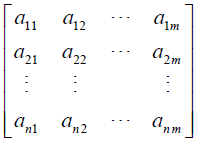 a11 a12 ⋯ a1m
a21 a22 ⋯ a2m
⋮ ⋮ ⋮
an1 an2 ⋯ anm